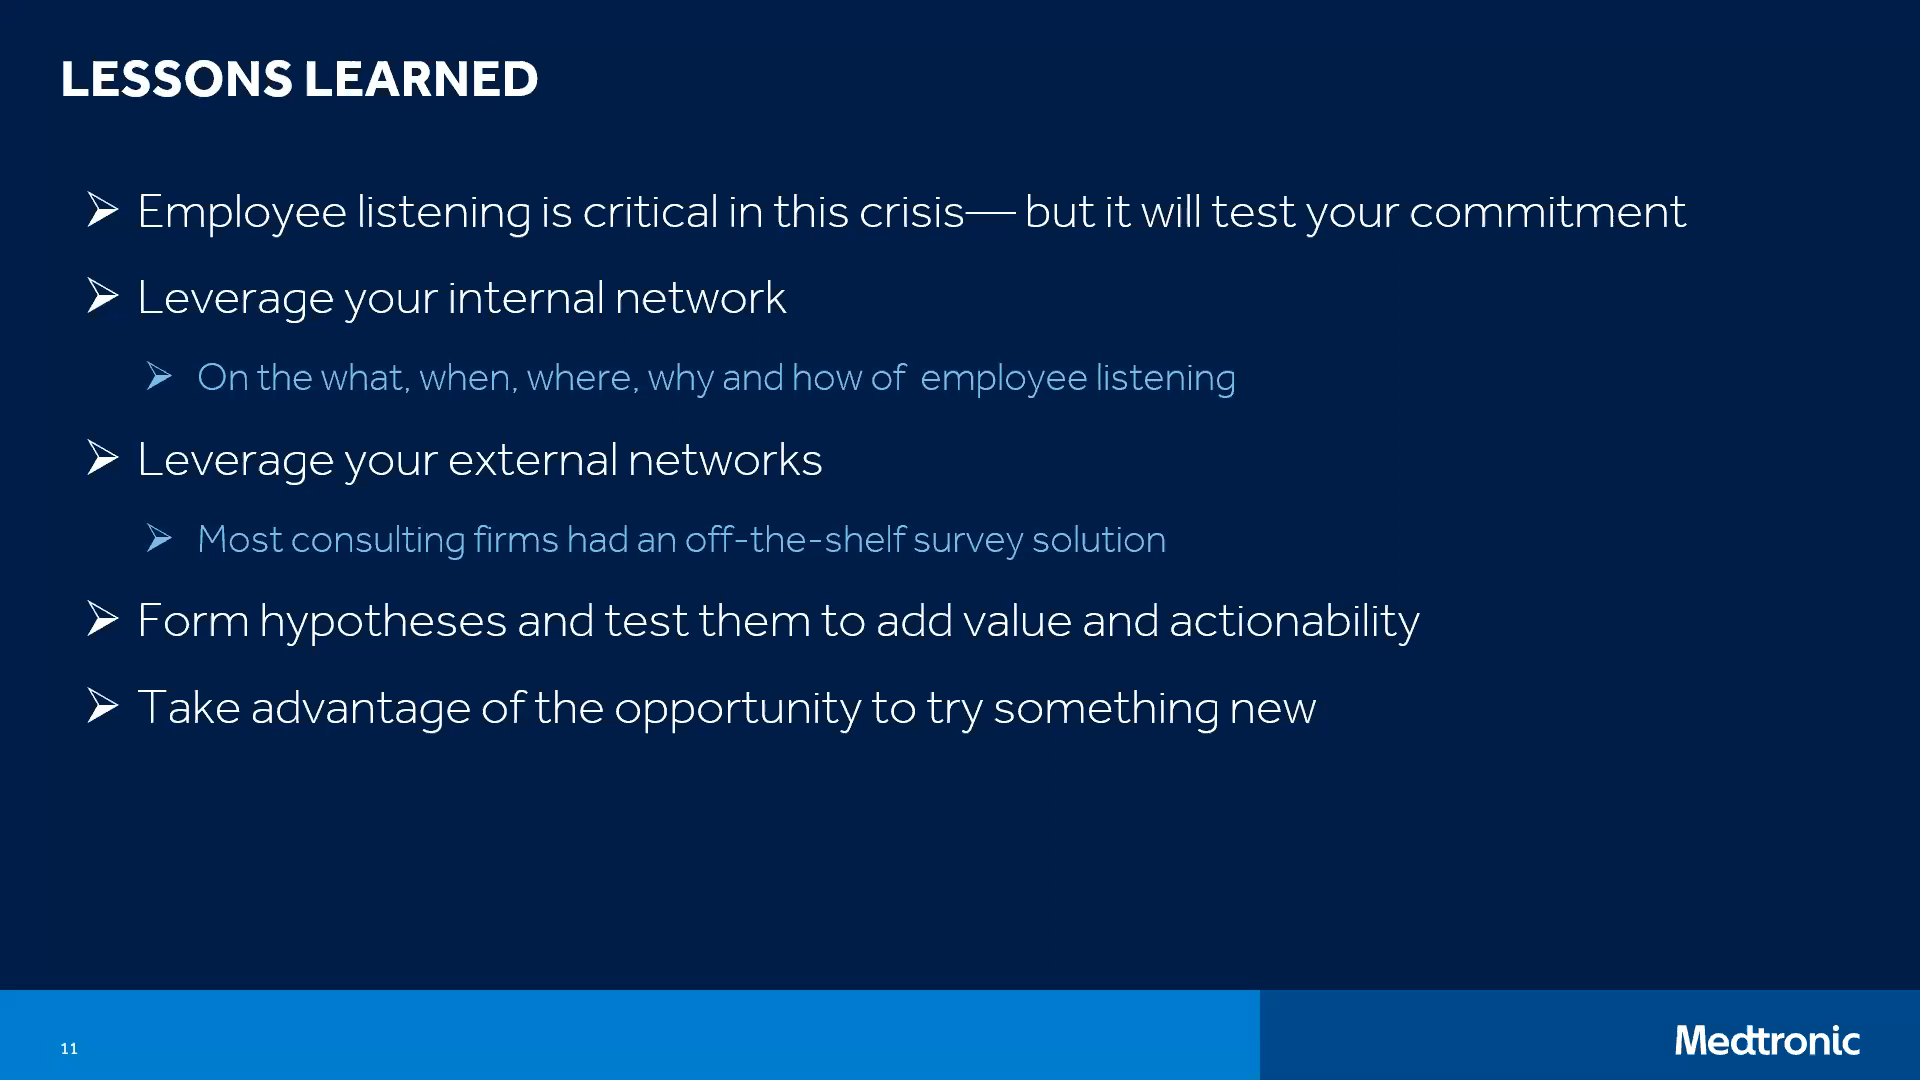 LESSONS LEARNED
Employee listening is critical in this crisis— but it will test your commitment
Leverage your internal network
On the what, when, where, why and how of employee listening
Leverage your external networks
Most consulting firms had an off-the-shelf survey solution
Form hypotheses and test them to add value and actionability
Take advantage of the opportunity to try something new
11
Medtronic